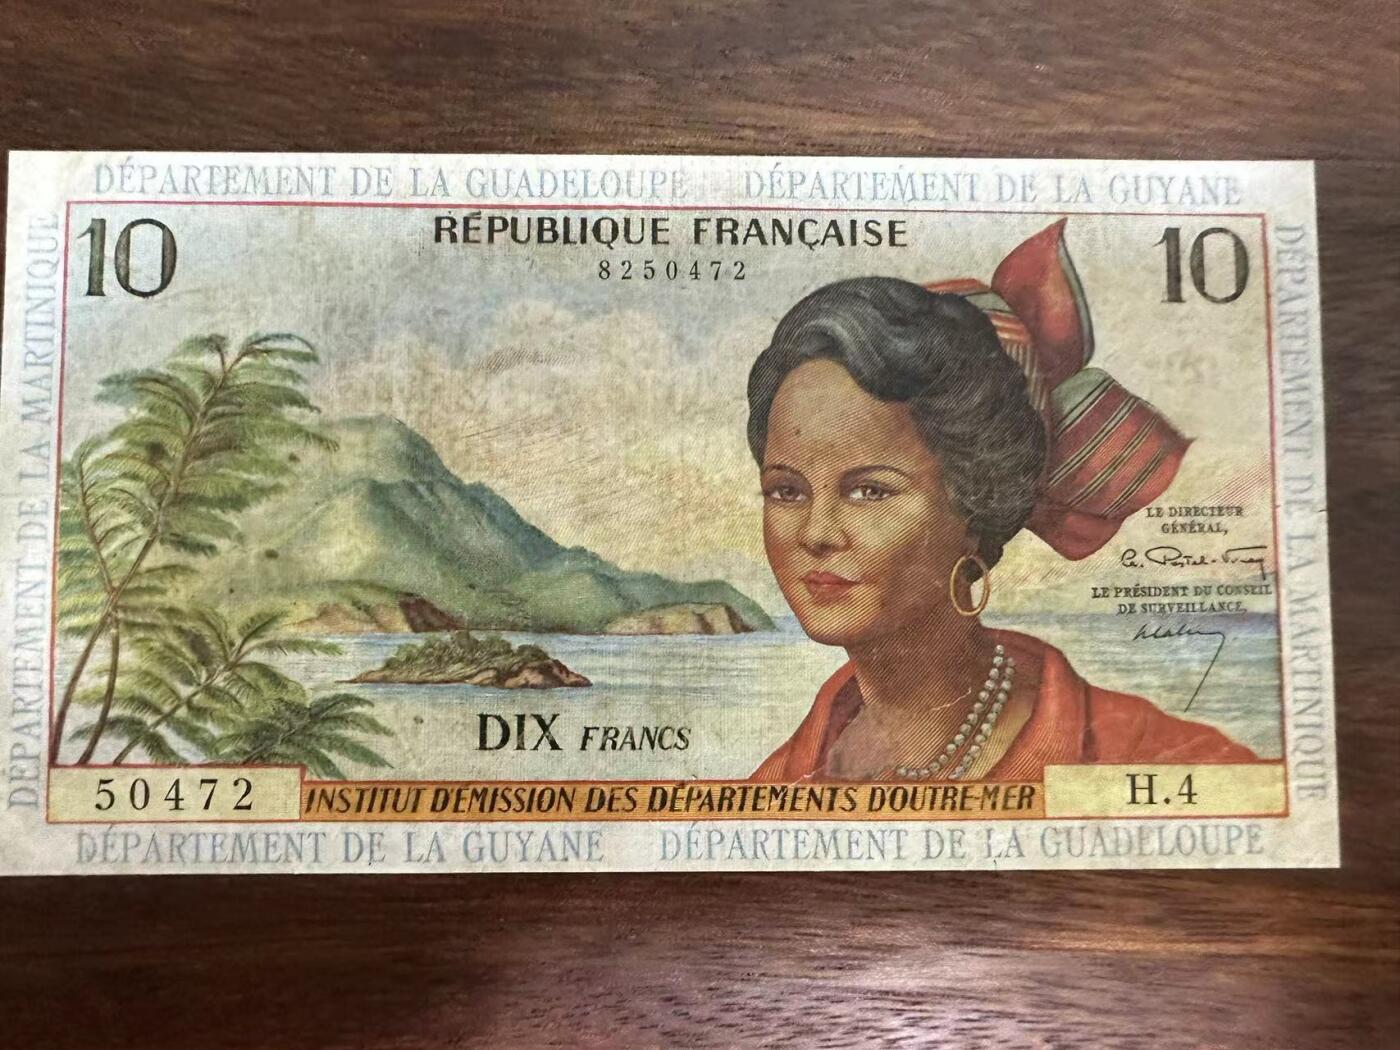 DÉPARTEMENT DE LA GUADELOUPE DÉPARTEMENT DE LA GUYANE
DÉPARTEMENT DE LA MARTINIQUE
10
RÉPUBLIQUE FRANÇAISE
10
8250472
DÉPARTEMENT DE LA MARTINIQUE
LE DIRECTEUR
GÉNÉRAL,
LE PRÉSIDENT DU CONSEIL
DE SURVEILLANCE,
DIX FRANCS
50472
INSTITUT D'ÉMISSION DES DÉPARTEMENTS D'OUTRE-MER
H.4
DÉPARTEMENT DE LA GUYANE DÉPARTEMENT DE LA GUADELOUPE